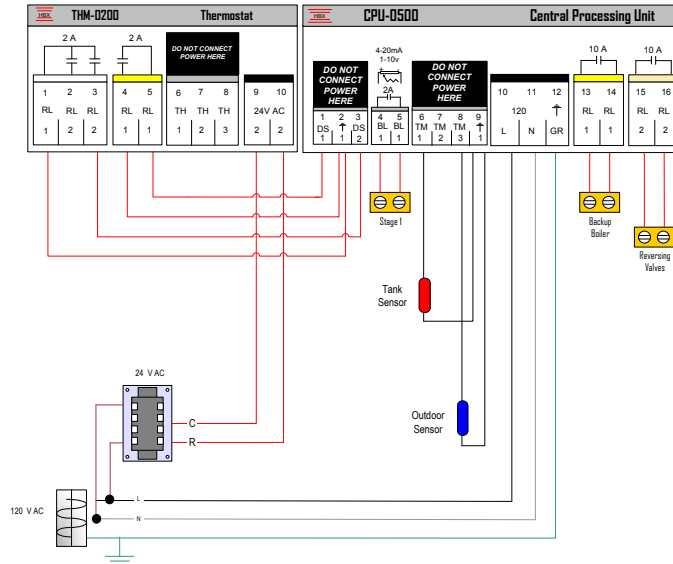 HBX THM-0200 Thermostat
HBX CPU-0500 Central Processing Unit
2 A 2 A
DO NOT CONNECT
POWER HERE
1 2 3 4 5 6 7 8 9 10
RL RL RL RL RL TH TH TH 24V AC
1 1 2 1 1 1 2 3 2 2
DO NOT
CONNECT
POWER
HERE
4-20mA
1-10v
2A
DO NOT
CONNECT
POWER
HERE
10 A 10 A
1 2 3 4 5 6 7 8 9 10 11 12 13 14 15 16
DS DS BL BL TM TM TM 120 RL RL RL RL
1 1 2 1 1 1 2 3 1 L N GR 1 1 2 2
Stage 1
Backup
Boiler
Reversing
Valves
Tank
Sensor
24 V AC
C
R
Outdoor
Sensor
L
120 V AC
N